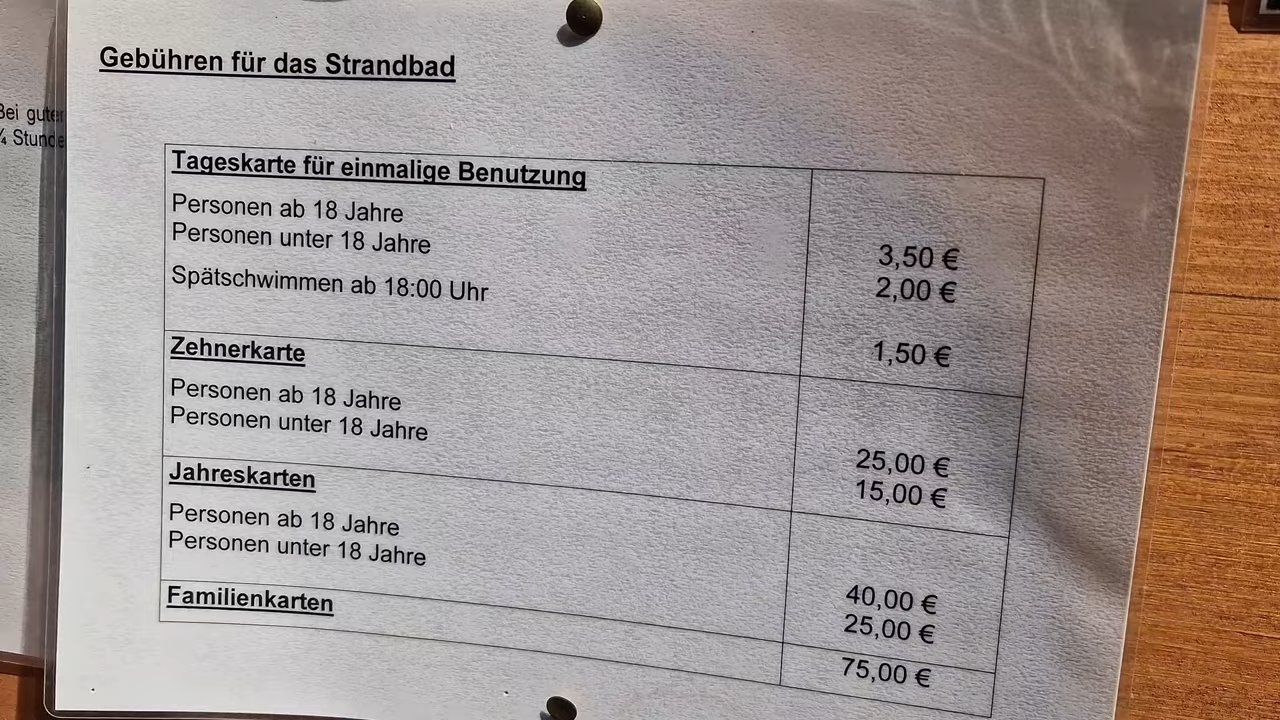 Gebühren für das Strandbad
Bei guter
¼ Stunde
Tageskarte für einmalige Benutzung
Personen ab 18 Jahre
Personen unter 18 Jahre
Spätschwimmen ab 18:00 Uhr
3,50 €
2,00 €
1,50 €
Zehnerkarte
Personen ab 18 Jahre
Personen unter 18 Jahre
25,00 €
15,00 €
Jahreskarten
Personen ab 18 Jahre
Personen unter 18 Jahre
40,00 €
25,00 €
Familienkarten
75,00 €